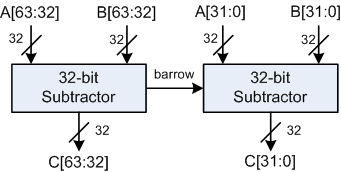 A[63:32] B[63:32] A[31:0] B[31:0]
32 32 32 32
32-bit Subtractor barrow 32-bit Subtractor
32 32
C[63:32] C[31:0]